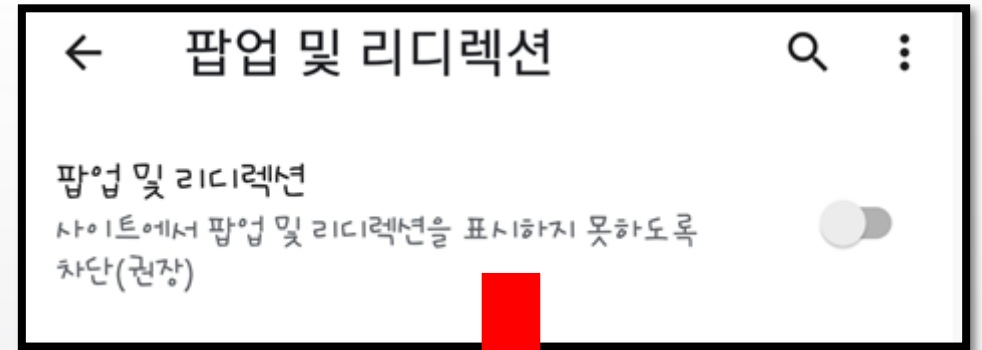 팝업 및 리디렉션
팝업 및 리디렉션
사이트에서 팝업 및 리디렉션을 표시하지 못하도록
차단(권장)